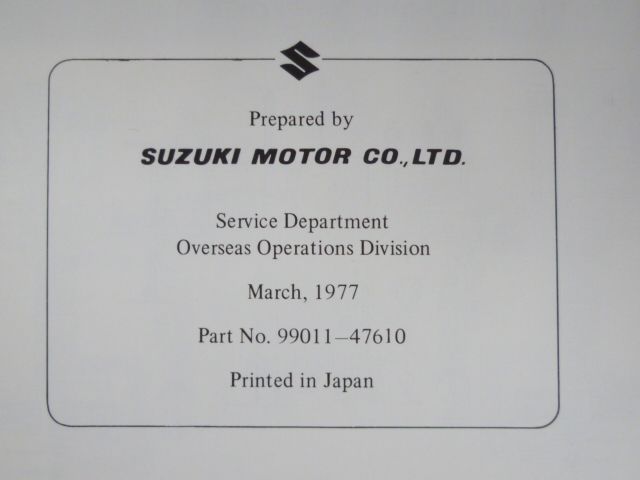 Prepared by
SUZUKI MOTOR CO.,LTD.
Service Department
Overseas Operations Division
March, 1977
Part No. 99011–47610
Printed in Japan